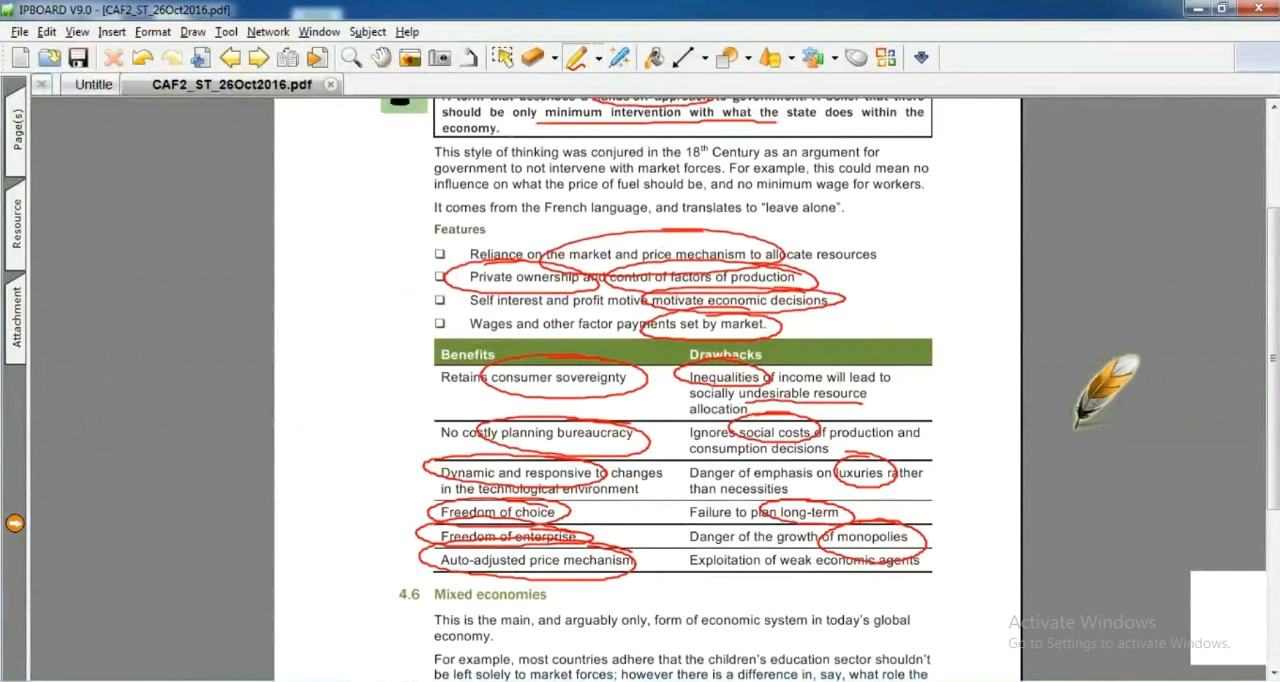 IPBOARD V9.0 - [CAF2_ST_26Oct2016.pdf]
File Edit View Insert Format Draw Tool Network Window Subject Help
Untitle CAF2_ST_26Oct2016.pdf
Page(s)
Resource
Attachment
should be only minimum intervention with what the state does within the
economy.
This style of thinking was conjured in the 18th Century as an argument for
government to not intervene with market forces. For example, this could mean no
influence on what the price of fuel should be, and no minimum wage for workers.
It comes from the French language, and translates to “leave alone”.
Features
Reliance on the market and price mechanism to allocate resources
Private ownership and control of factors of production
Self interest and profit motive motivate economic decisions
Wages and other factor payments set by market.
Benefits Drawbacks
Retains consumer sovereignty Inequalities of income will lead to
socially undesirable resource
allocation
No costly planning bureaucracy Ignores social costs of production and
consumption decisions
Dynamic and responsive to changes Danger of emphasis on luxuries rather
in the technological environment than necessities
Freedom of choice Failure to plan long-term
Freedom of enterprise Danger of the growth of monopolies
Auto-adjusted price mechanism Exploitation of weak economic agents
4.6 Mixed economies
This is the main, and arguably only, form of economic system in today’s global
economy.
For example, most countries adhere that the children’s education sector shouldn’t
be left solely to market forces; however there is a difference in, say, what role the
Activate Windows
Go to Settings to activate Windows.